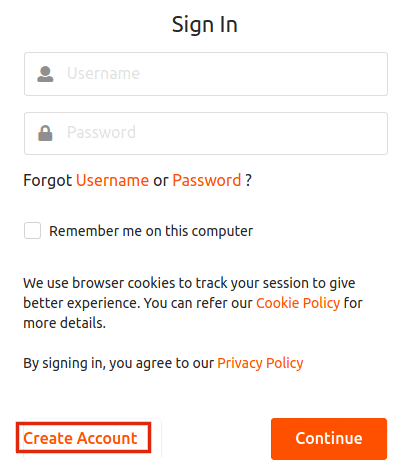 Sign In
Username
Password
Forgot Username or Password ?
Remember me on this computer
We use browser cookies to track your session to give
better experience. You can refer our Cookie Policy for
more details.
By signing in, you agree to our Privacy Policy
Create Account
Continue